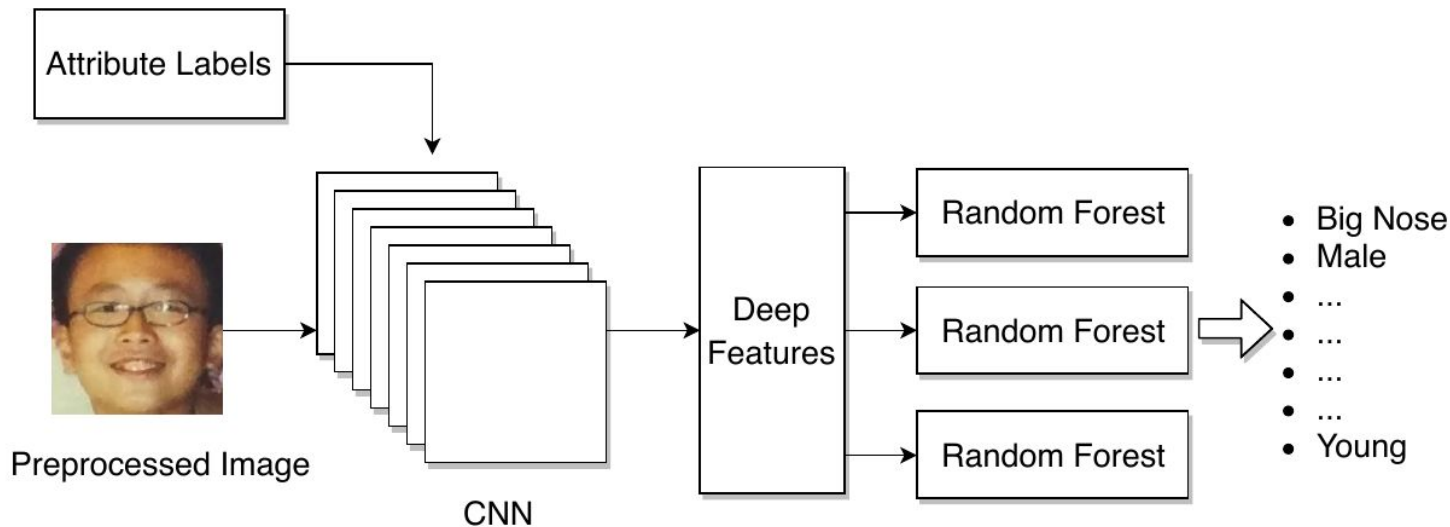 Attribute Labels
Preprocessed Image
CNN
Deep
Features
Random Forest
Random Forest
Random Forest
• Big Nose
• Male
• ...
• ...
• ...
• ...
• Young